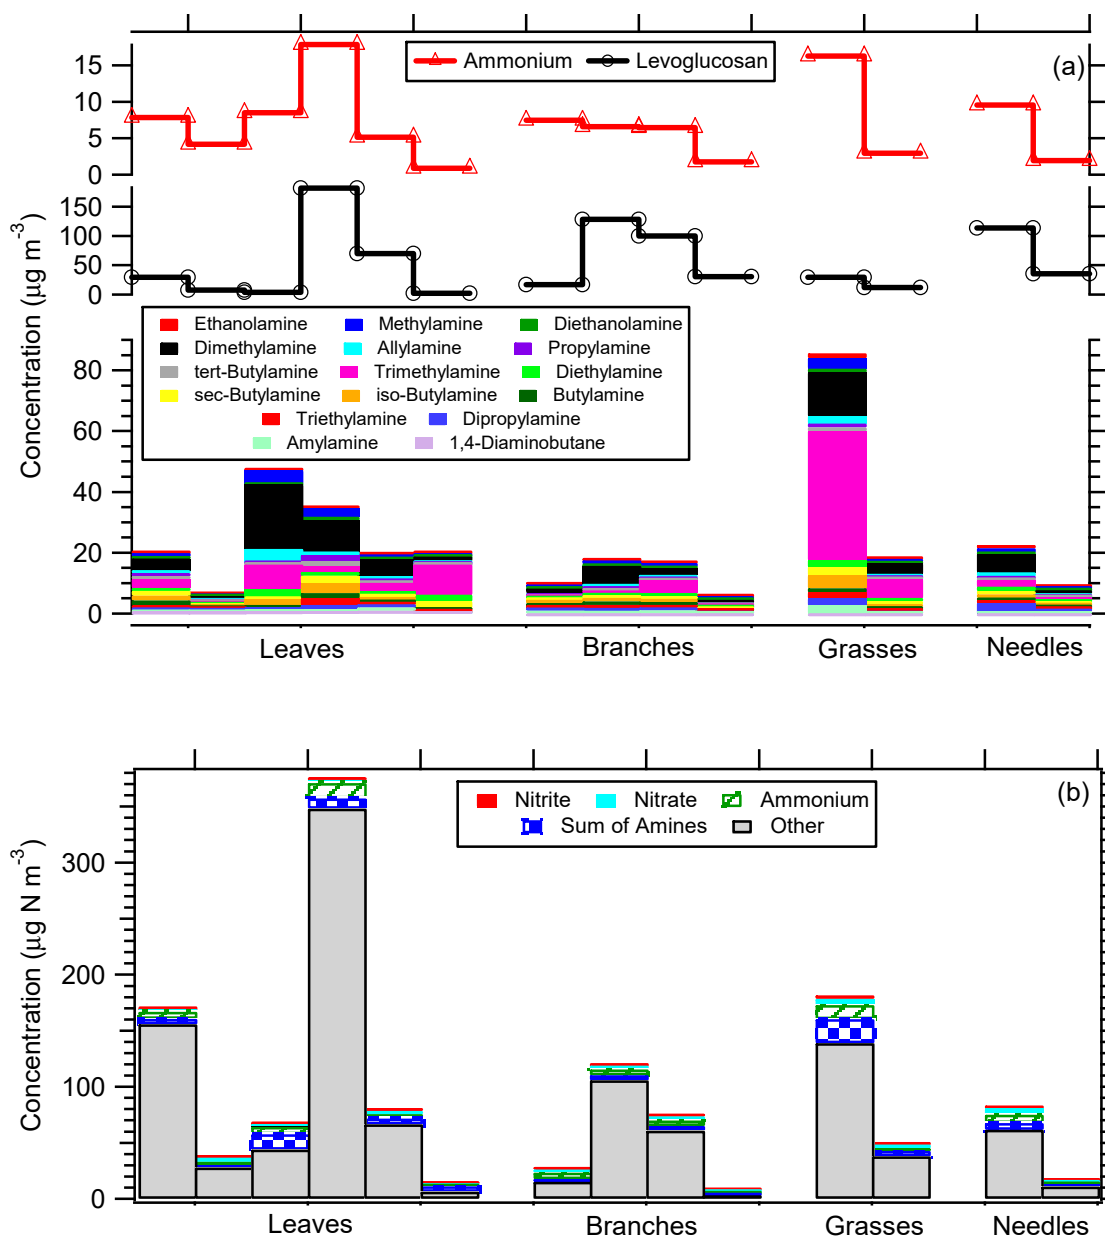 Ammonium Levoglucosan (a)
15
10
5
0
150
100
50
0
Concentration (μg m-3)
Ethanolamine Methylamine Diethanolamine
Dimethylamine Allylamine Propylamine
tert-Butylamine Trimethylamine Diethylamine
sec-Butylamine iso-Butylamine Butylamine
Triethylamine Dipropylamine
Amylamine 1,4-Diaminobutane
80
60
40
20
0
Leaves Branches Grasses Needles
Nitrite Nitrate Ammonium (b)
Sum of Amines Other
Concentration (μg N m-3)
300
200
100
0
Leaves Branches Grasses Needles